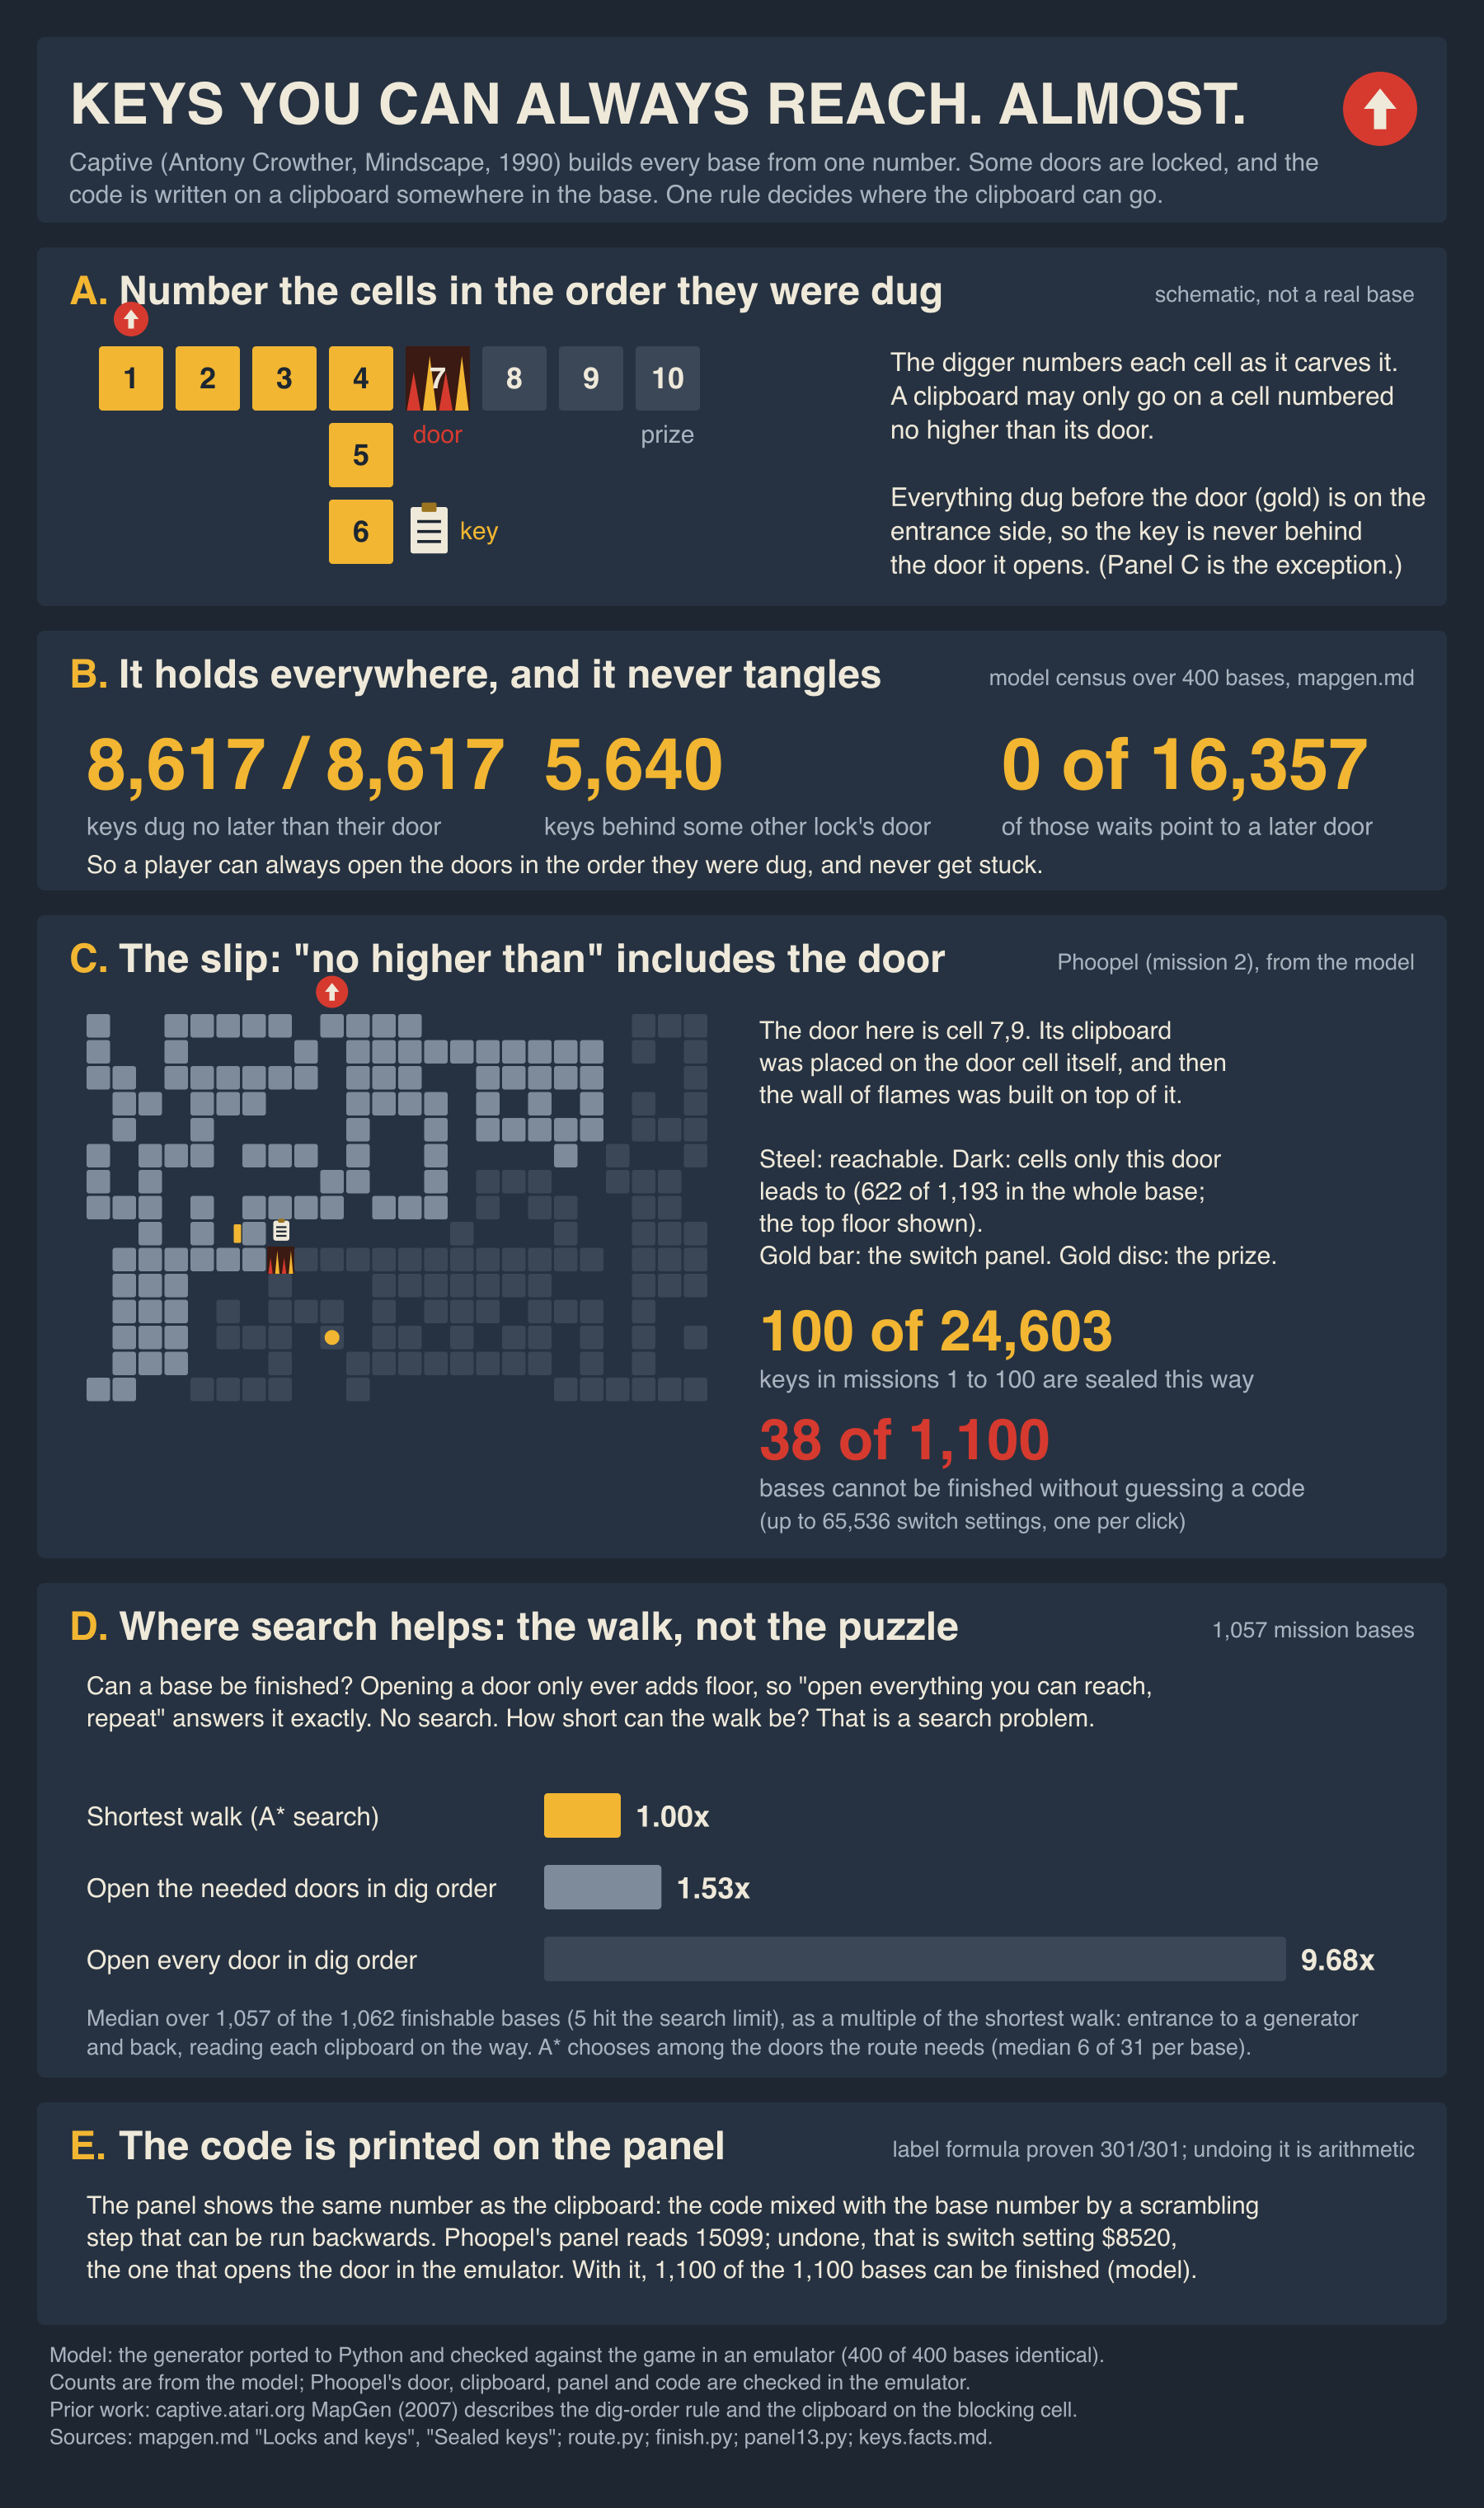 KEYS YOU CAN ALWAYS REACH. ALMOST.
Captive (Antony Crowther, Mindscape, 1990) builds every base from one number. Some doors are locked, and the
code is written on a clipboard somewhere in the base. One rule decides where the clipboard can go.
A. Number the cells in the order they were dug
schematic, not a real base
1 2 3 4 7 8 9 10
door
prize
5
6
key
The digger numbers each cell as it carves it.
A clipboard may only go on a cell numbered
no higher than its door.
Everything dug before the door (gold) is on the
entrance side, so the key is never behind
the door it opens. (Panel C is the exception.)
B. It holds everywhere, and it never tangles
model census over 400 bases, mapgen.md
8,617 / 8,617
keys dug no later than their door
5,640
keys behind some other lock's door
0 of 16,357
of those waits point to a later door
So a player can always open the doors in the order they were dug, and never get stuck.
C. The slip: "no higher than" includes the door
Phoopel (mission 2), from the model
The door here is cell 7,9. Its clipboard
was placed on the door cell itself, and then
the wall of flames was built on top of it.
Steel: reachable. Dark: cells only this door
leads to (622 of 1,193 in the whole base;
the top floor shown).
Gold bar: the switch panel. Gold disc: the prize.
100 of 24,603
keys in missions 1 to 100 are sealed this way
38 of 1,100
bases cannot be finished without guessing a code
(up to 65,536 switch settings, one per click)
D. Where search helps: the walk, not the puzzle
1,057 mission bases
Can a base be finished? Opening a door only ever adds floor, so "open everything you can reach,
repeat" answers it exactly. No search. How short can the walk be? That is a search problem.
Shortest walk (A* search)
1.00x
Open the needed doors in dig order
1.53x
Open every door in dig order
9.68x
Median over 1,057 of the 1,062 finishable bases (5 hit the search limit), as a multiple of the shortest walk: entrance to a generator
and back, reading each clipboard on the way. A* chooses among the doors the route needs (median 6 of 31 per base).
E. The code is printed on the panel
label formula proven 301/301; undoing it is arithmetic
The panel shows the same number as the clipboard: the code mixed with the base number by a scrambling
step that can be run backwards. Phoopel's panel reads 15099; undone, that is switch setting $8520,
the one that opens the door in the emulator. With it, 1,100 of the 1,100 bases can be finished (model).
Model: the generator ported to Python and checked against the game in an emulator (400 of 400 bases identical).
Counts are from the model; Phoopel's door, clipboard, panel and code are checked in the emulator.
Prior work: captive.atari.org MapGen (2007) describes the dig-order rule and the clipboard on the blocking cell.
Sources: mapgen.md "Locks and keys", "Sealed keys"; route.py; finish.py; panel13.py; keys.facts.md.